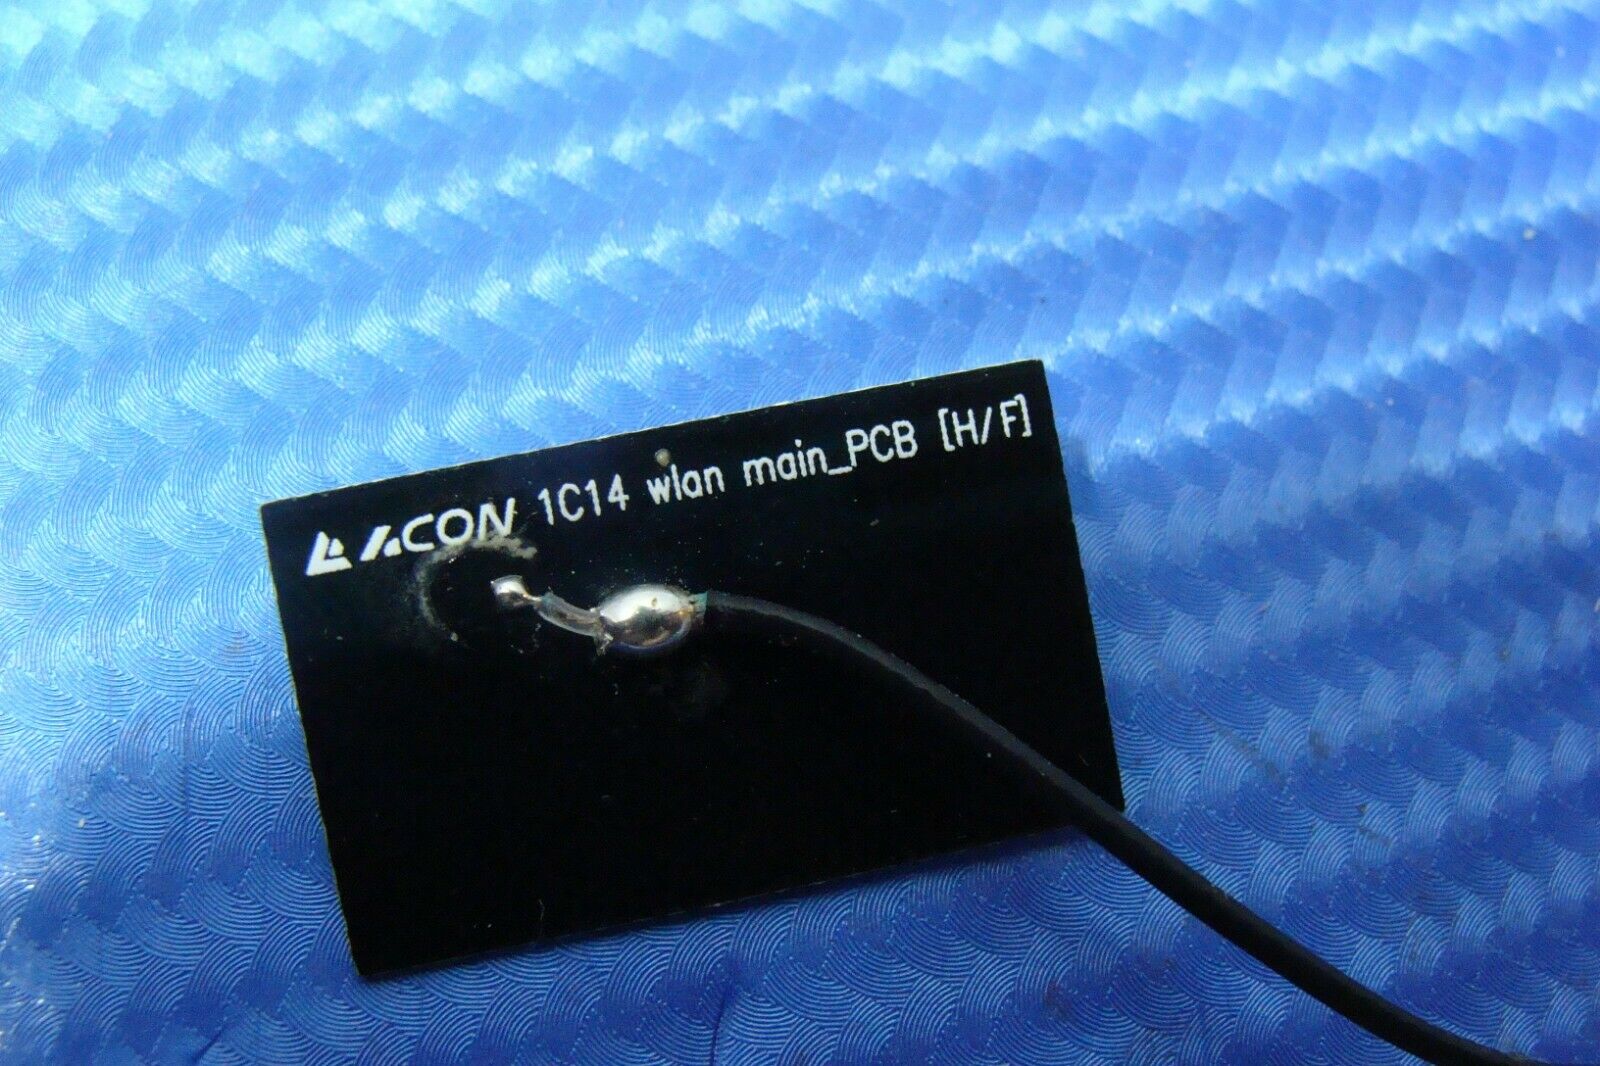 ACON 1C14 wlan main_PCB [H/F]